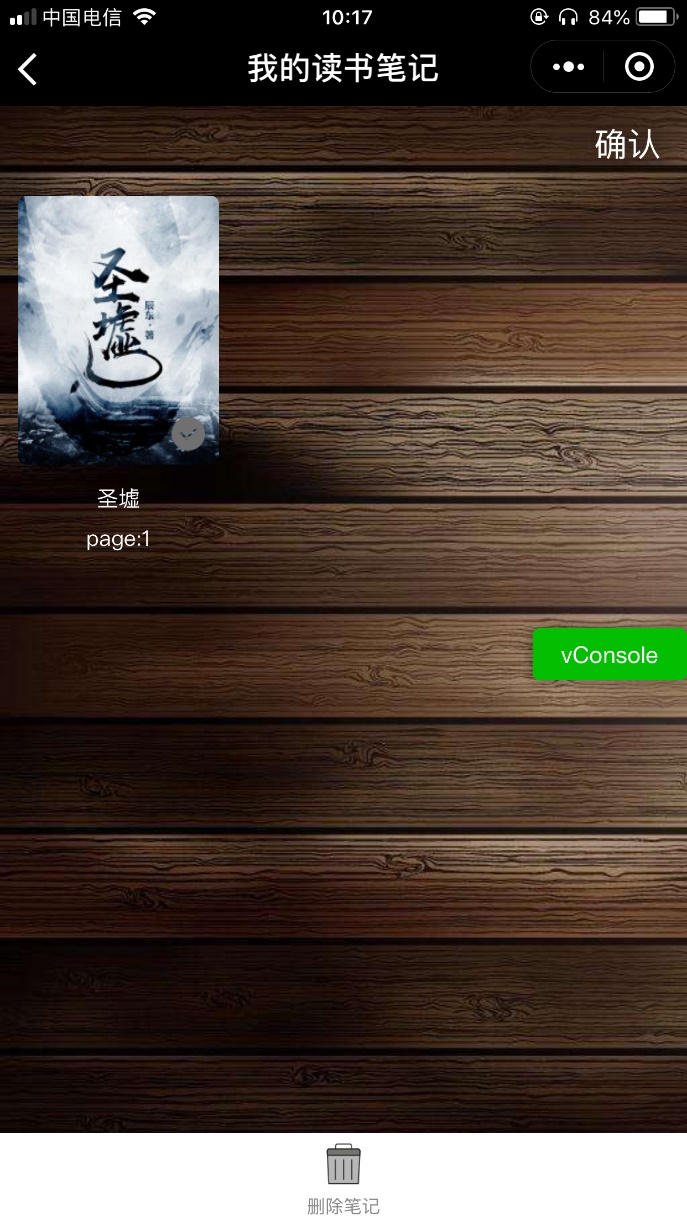 中国电信
10:17
84%
我的读书笔记
确认
圣墟
辰东·著
圣墟
page:1
vConsole
删除笔记